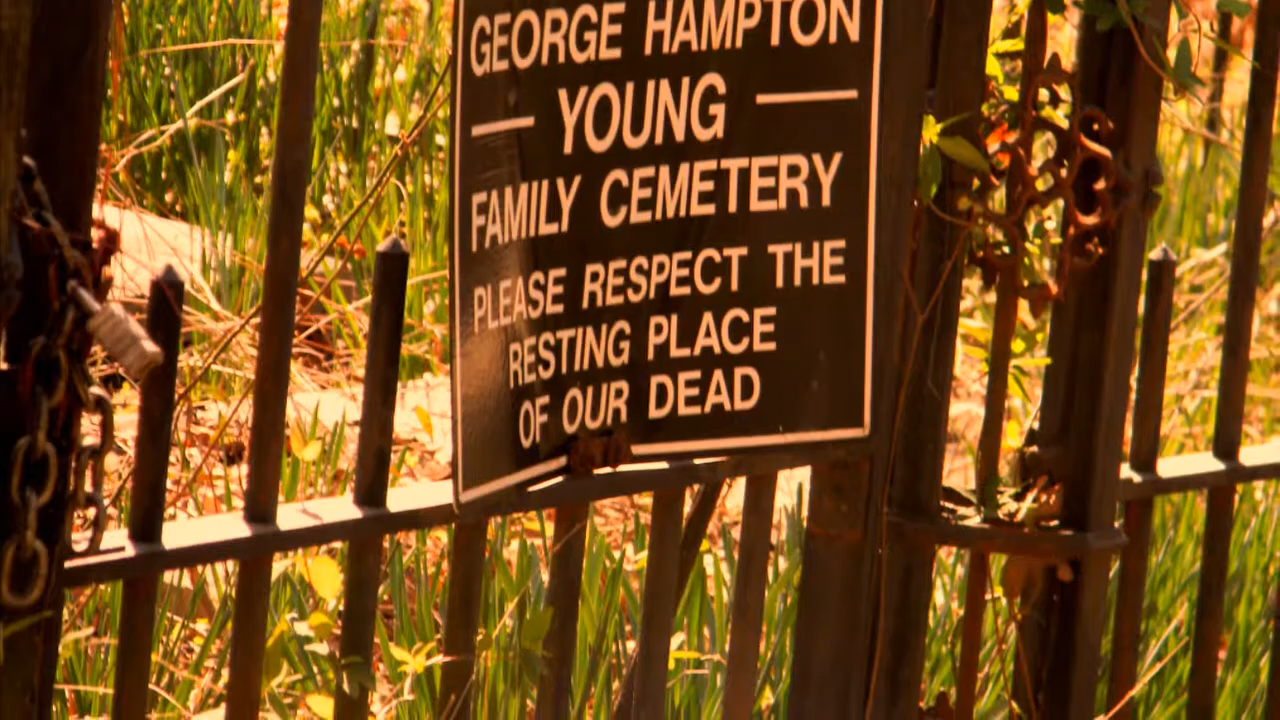 GEORGE HAMPTON
YOUNG
FAMILY CEMETERY
PLEASE RESPECT THE
RESTING PLACE
OF OUR DEAD